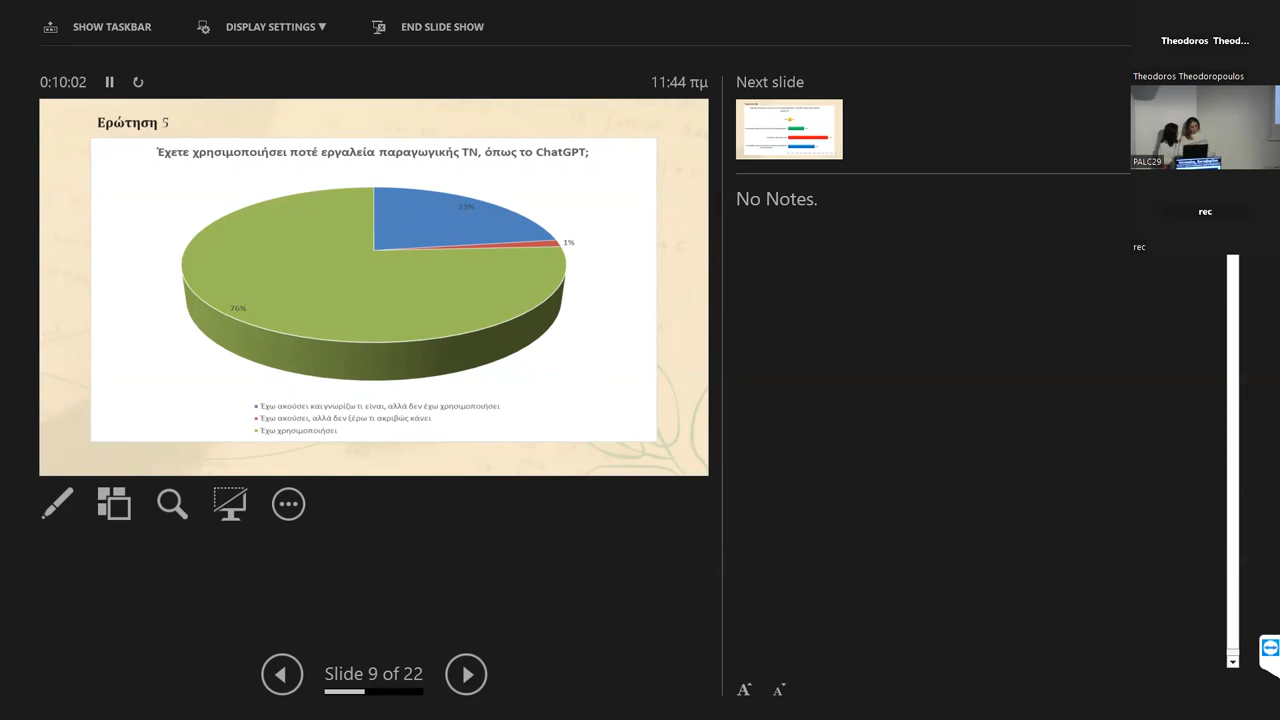 SHOW TASKBAR
DISPLAY SETTINGS ▼
END SLIDE SHOW
Theodoros Theod...
0:10:02
11:44 πμ
Next slide
Theodoros Theodoropoulos
Ερώτηση 5
Έχετε χρησιμοποιήσει ποτέ εργαλεία παραγωγικής ΤΝ, όπως το ChatGPT;
23%
1%
76%
Έχω ακούσει και γνωρίζω τι είναι, αλλά δεν έχω χρησιμοποιήσει
Έχω ακούσει, αλλά δεν ξέρω τι ακριβώς κάνει
Έχω χρησιμοποιήσει
PALC29
No Notes.
rec
rec
Slide 9 of 22
A
A